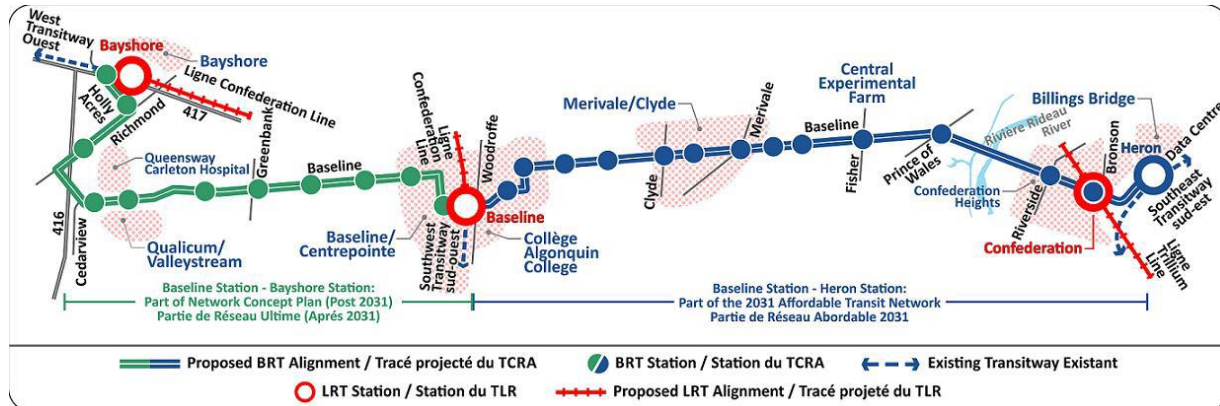 West
Transitway
Ouest
Bayshore
Bayshore
Ligne Confederation Line
417
Holly
Acres
Richmond
Queensway
Carleton Hospital
Greenbank
Baseline
416
Cedarview
Qualicum/
Valleystream
Ligne
Confederation
Line
Woodroffe
Baseline
Baseline/
Centrepointe
Southwest
Transitway
sud-ouest
Collège
Algonquin
College
Merivale/Clyde
Clyde
Merivale
Central
Experimental
Farm
Baseline
Fisher
Prince of
Wales
Rivière Rideau
River
Confederation
Heights
Riverside
Bronson
Billings Bridge
Heron
Data Centre
Southeast
Transitway
sud-est
Confederation
Ligne
Trillium
Line
Baseline Station - Bayshore Station:
Part of Network Concept Plan (Post 2031)
Partie de Réseau Ultime (Aprés 2031)
Baseline Station - Heron Station:
Part of the 2031 Affordable Transit Network
Partie de Réseau Abordable 2031
Proposed BRT Alignment / Tracé projecté du TCRA
BRT Station / Station du TCRA
Existing Transitway Existant
LRT Station / Station du TLR
Proposed LRT Alignment / Tracé projeté du TLR